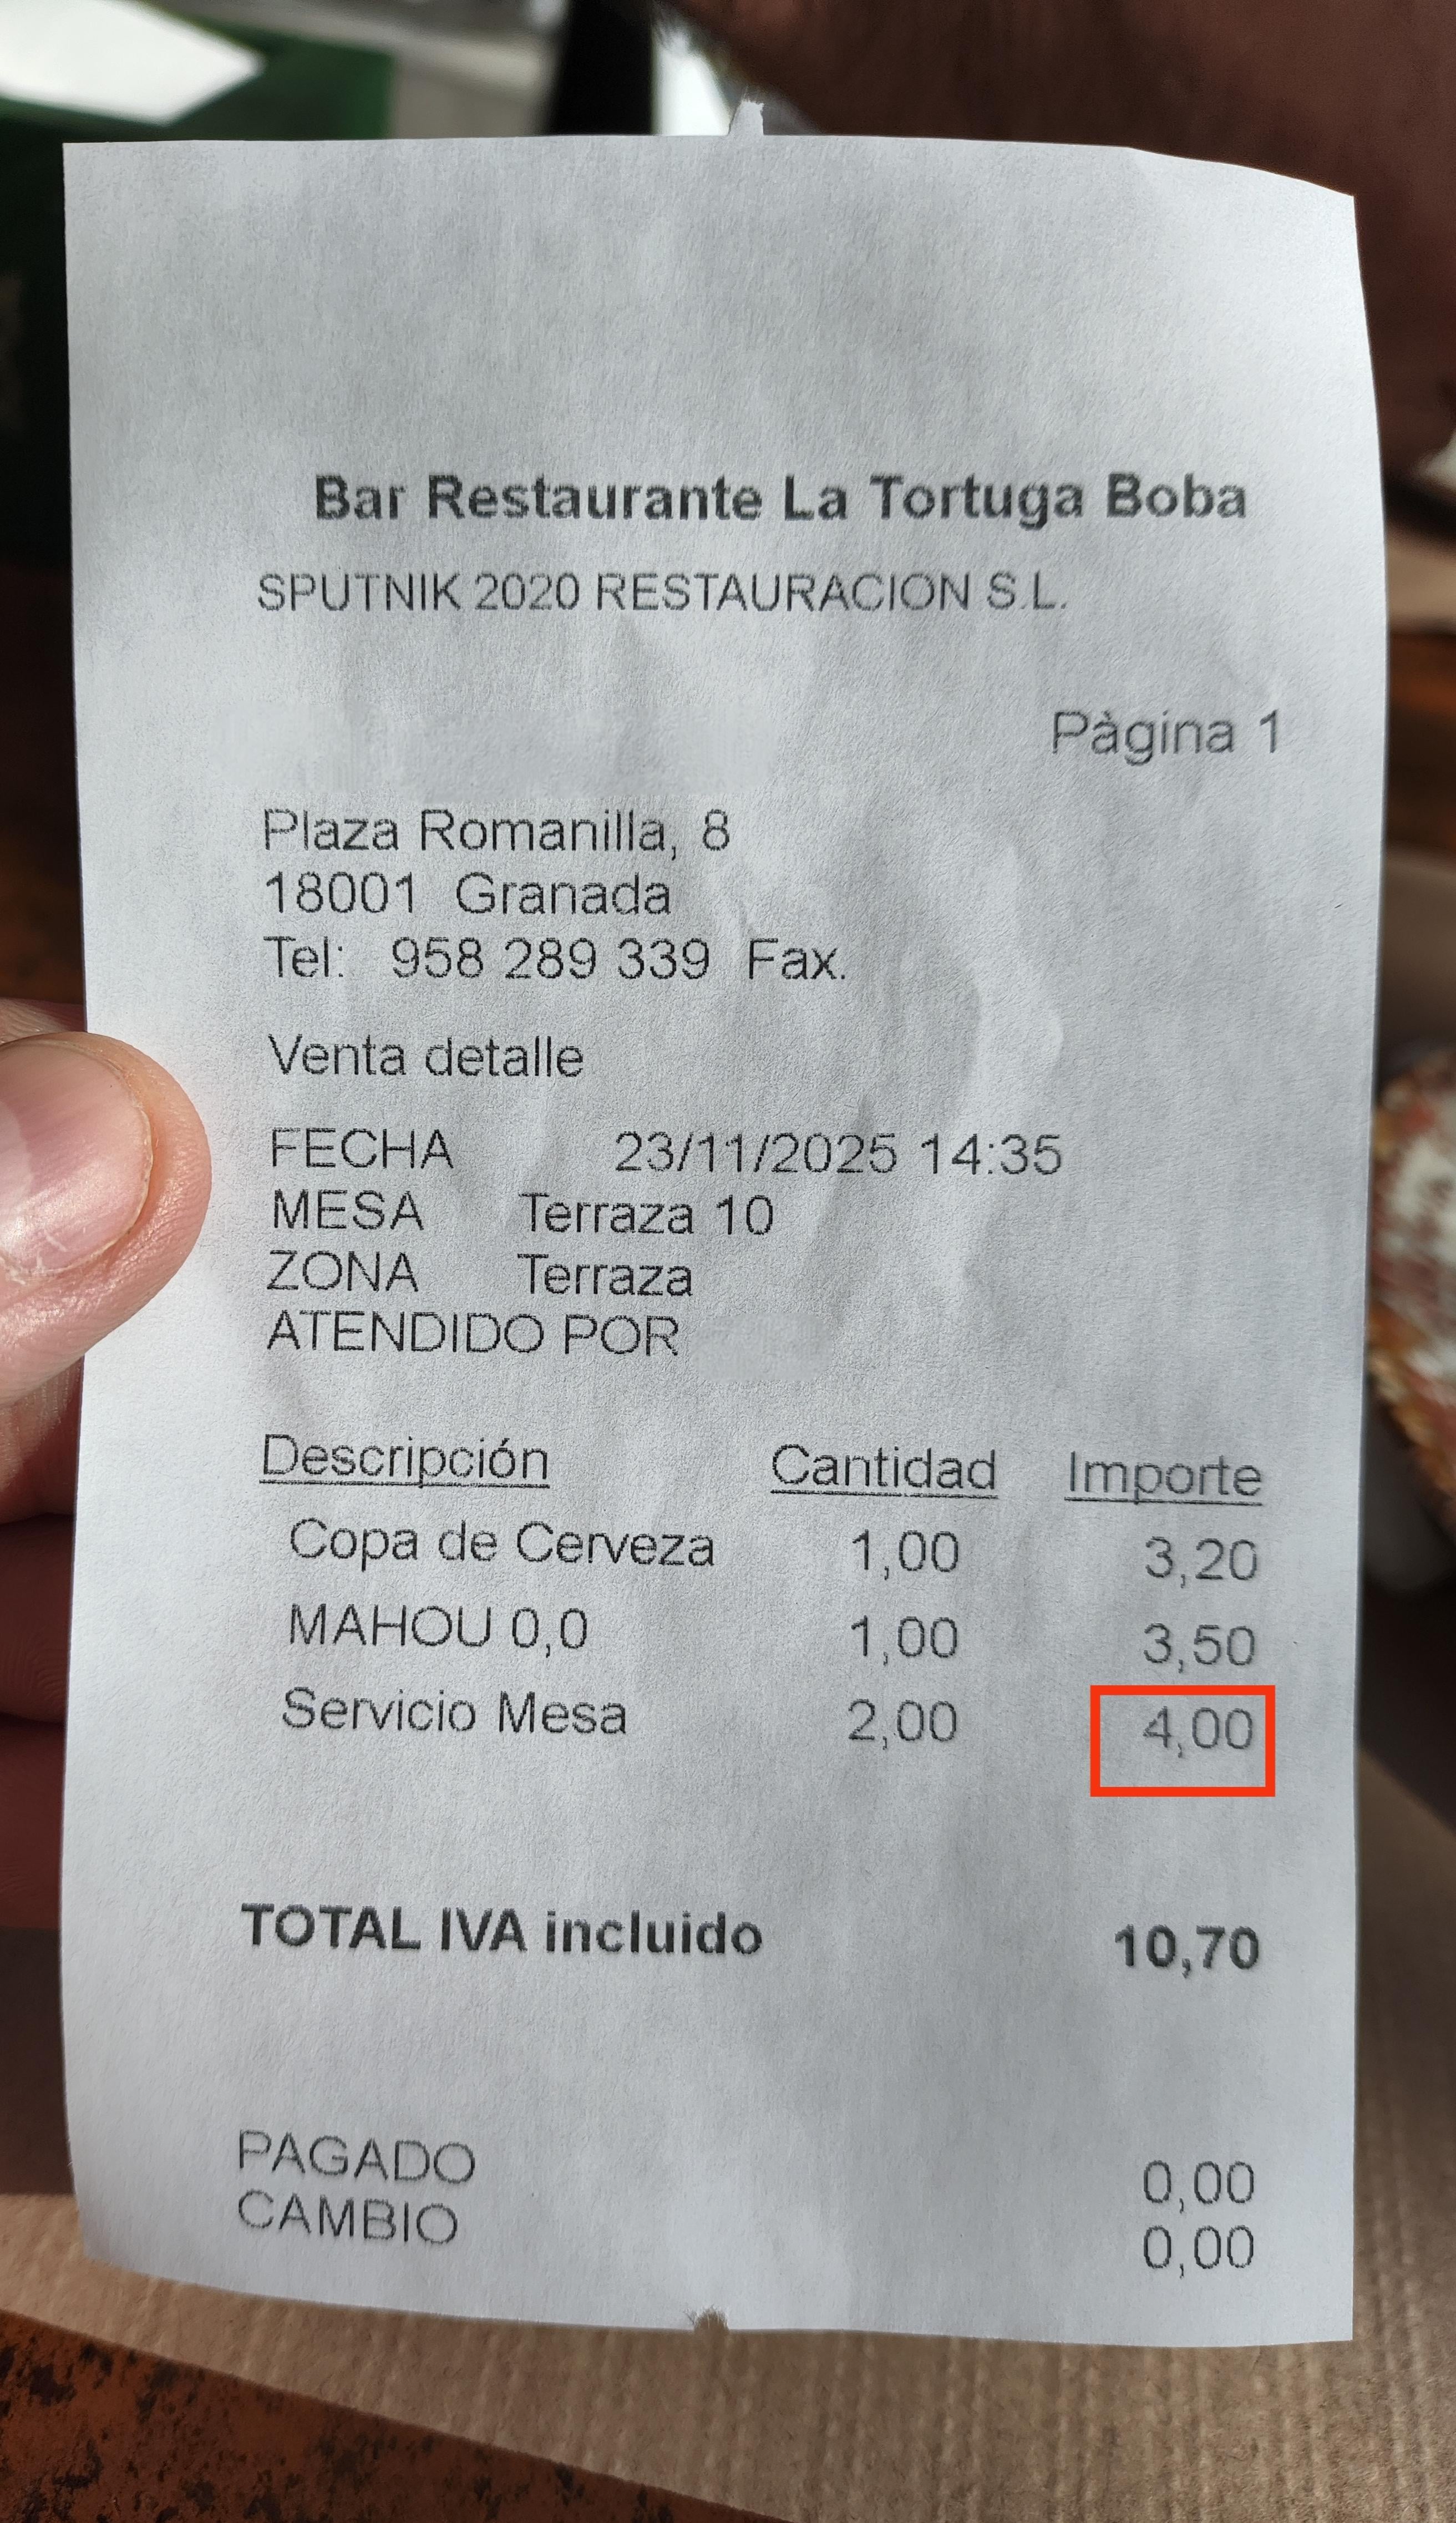 Bar Restaurante La Tortuga Boba
SPUTNIK 2020 RESTAURACION S.L.
Pàgina 1
Plaza Romanilla, 8
18001 Granada
Tel: 958 289 339 Fax.
Venta detalle
FECHA 23/11/2025 14:35
MESA Terraza 10
ZONA Terraza
ATENDIDO POR
Descripción Cantidad Importe
Copa de Cerveza 1,00 3,20
MAHOU 0,0 1,00 3,50
Servicio Mesa 2,00 4,00
TOTAL IVA incluido 10,70
PAGADO 0,00
CAMBIO 0,00